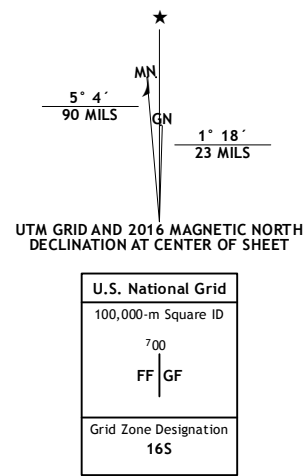 ★
MN
5° 4´
90 MILS
GN
1° 18´
23 MILS
UTM GRID AND 2016 MAGNETIC NORTH
DECLINATION AT CENTER OF SHEET
U.S. National Grid
100,000-m Square ID
⁷00
FF GF
Grid Zone Designation
16S